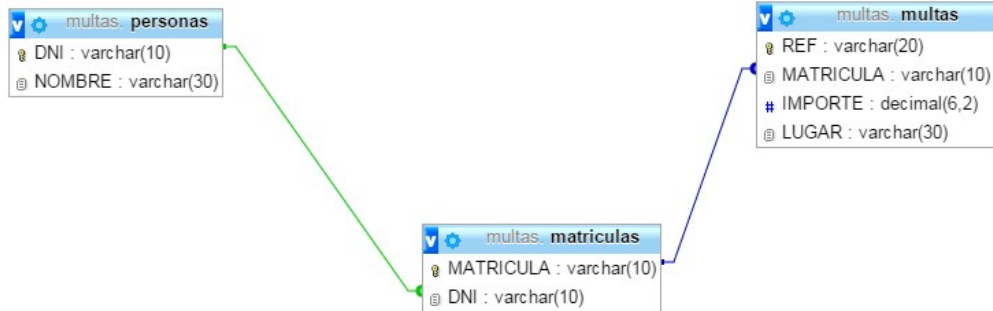 multas. personas
DNI : varchar(10)
NOMBRE : varchar(30)
multas. multas
REF : varchar(20)
MATRICULA : varchar(10)
# IMPORTE : decimal(6,2)
LUGAR : varchar(30)
multas. matriculas
MATRICULA : varchar(10)
DNI : varchar(10)